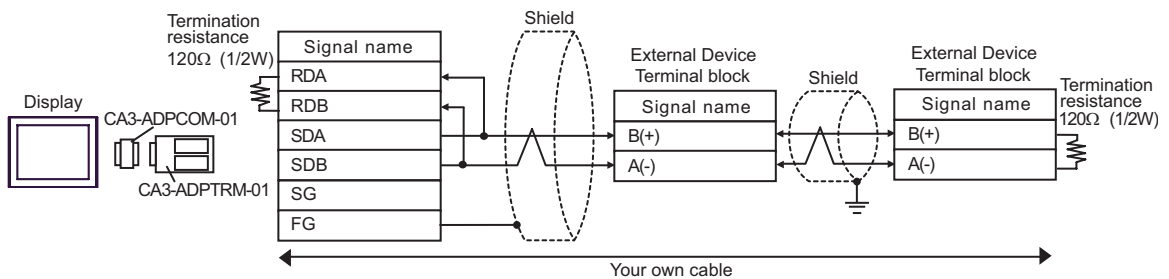 Display
CA3-ADPCOM-01
CA3-ADPTRM-01
Termination
resistance
120Ω (1/2W)
Signal name
RDA
RDB
SDA
SDB
SG
FG
Shield
External Device
Terminal block
Signal name
B(+)
A(-)
Shield
External Device
Terminal block
Signal name
B(+)
A(-)
Termination
resistance
120Ω (1/2W)
Your own cable